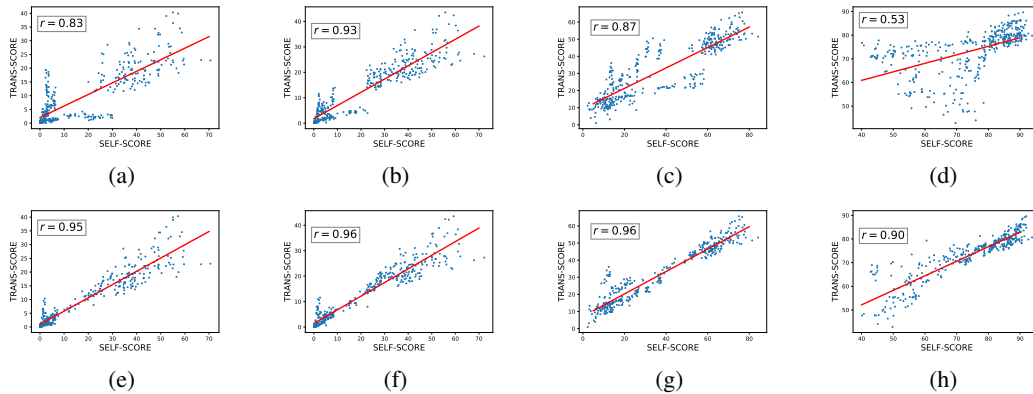 r = 0.83
TRANS-SCORE
40
35
30
25
20
15
10
5
0
0 10 20 30 40 50 60 70
SELF-SCORE
(a)
r = 0.93
TRANS-SCORE
40
30
20
10
0
0 10 20 30 40 50 60 70
SELF-SCORE
(b)
r = 0.87
TRANS-SCORE
60
50
40
30
20
10
0
0 20 40 60 80
SELF-SCORE
(c)
r = 0.53
TRANS-SCORE
90
80
70
60
50
40 50 60 70 80 90
SELF-SCORE
(d)
r = 0.95
TRANS-SCORE
40
35
30
25
20
15
10
5
0
0 10 20 30 40 50 60 70
SELF-SCORE
(e)
r = 0.96
TRANS-SCORE
40
30
20
10
0
0 10 20 30 40 50 60 70
SELF-SCORE
(f)
r = 0.96
TRANS-SCORE
60
50
40
30
20
10
0
0 20 40 60 80
SELF-SCORE
(g)
r = 0.90
TRANS-SCORE
90
80
70
60
50
40 50 60 70 80 90
SELF-SCORE
(h)